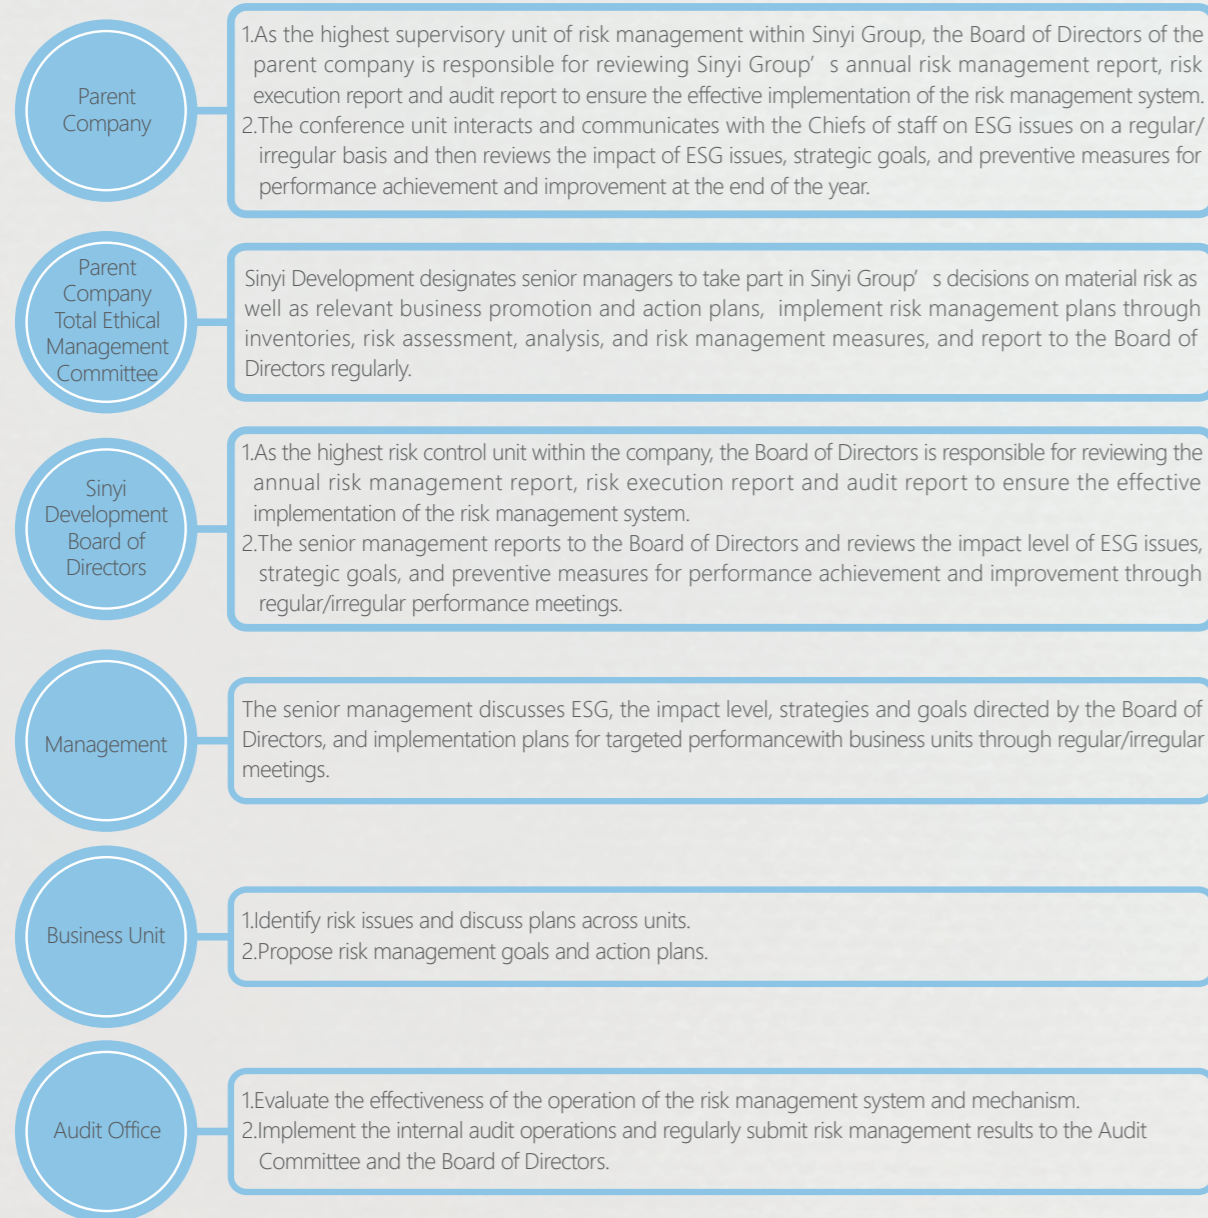 Parent
Company
1.As the highest supervisory unit of risk management within Sinyi Group, the Board of Directors of the
parent company is responsible for reviewing Sinyi Group's annual risk management report, risk
execution report and audit report to ensure the effective implementation of the risk management system.
2.The conference unit interacts and communicates with the Chiefs of staff on ESG issues on a regular/
irregular basis and then reviews the impact of ESG issues, strategic goals, and preventive measures for
performance achievement and improvement at the end of the year.
Parent
Company
Total Ethical
Management
Committee
Sinyi Development designates senior managers to take part in Sinyi Group's decisions on material risk as
well as relevant business promotion and action plans, implement risk management plans through
inventories, risk assessment, analysis, and risk management measures, and report to the Board of
Directors regularly.
Sinyi
Development
Board of
Directors
1.As the highest risk control unit within the company, the Board of Directors is responsible for reviewing the
annual risk management report, risk execution report and audit report to ensure the effective
implementation of the risk management system.
2.The senior management reports to the Board of Directors and reviews the impact level of ESG issues,
strategic goals, and preventive measures for performance achievement and improvement through
regular/irregular performance meetings.
Management
The senior management discusses ESG, the impact level, strategies and goals directed by the Board of
Directors, and implementation plans for targeted performancewith business units through regular/irregular
meetings.
Business Unit
1.Identify risk issues and discuss plans across units.
2.Propose risk management goals and action plans.
Audit Office
1.Evaluate the effectiveness of the operation of the risk management system and mechanism.
2.Implement the internal audit operations and regularly submit risk management results to the Audit
Committee and the Board of Directors.